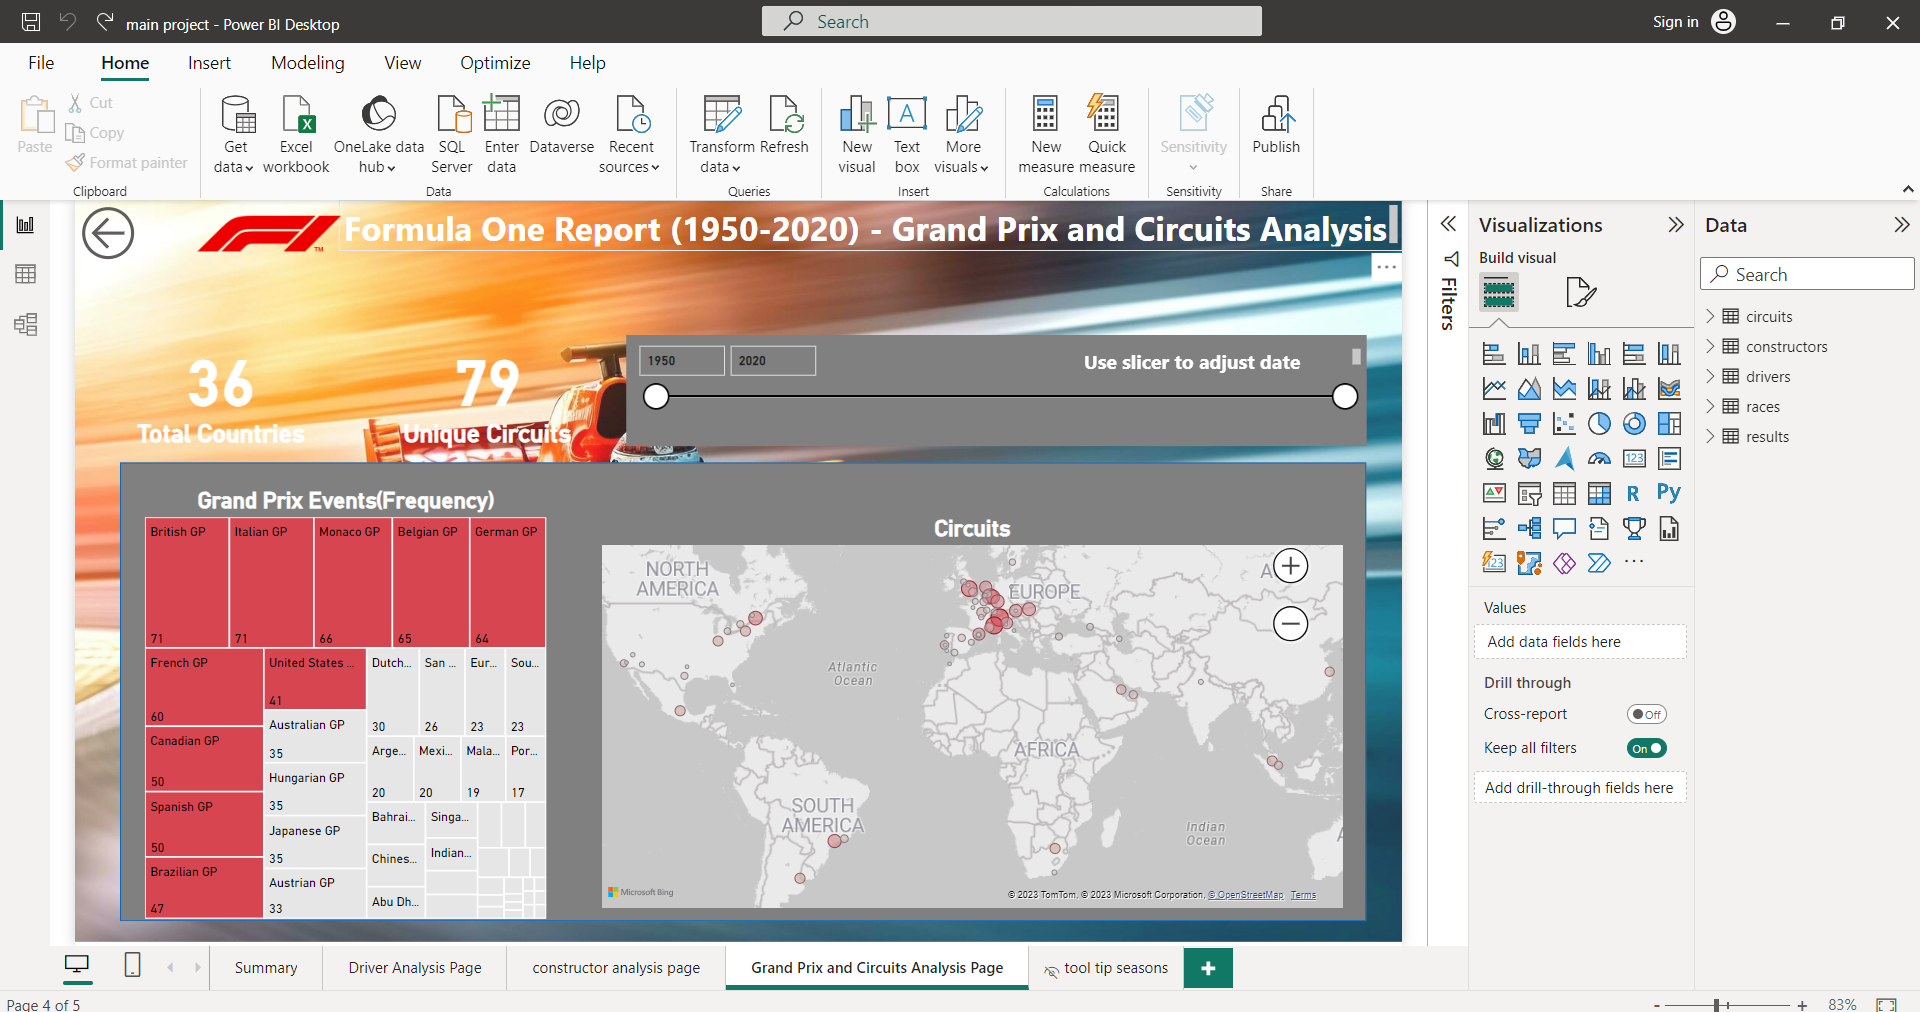 main project - Power BI Desktop
Search
Sign in
File
Home
Insert
Modeling
View
Optimize
Help
Paste
Cut
Copy
Format painter
Clipboard
Get data
Excel workbook
OneLake data hub
SQL Server
Enter data
Dataverse
Recent sources
Data
Transform data
Refresh
Queries
New visual
Text box
More visuals
Insert
New measure
Quick measure
Calculations
Sensitivity
Sensitivity
Publish
Share
Formula One Report (1950-2020) - Grand Prix and Circuits Analysis
36
Total Countries
79
Unique Circuits
1950
2020
Use slicer to adjust date
Grand Prix Events(Frequency)
British GP
71
Italian GP
71
Monaco GP
66
Belgian GP
65
German GP
64
French GP
60
Canadian GP
50
Spanish GP
50
Brazilian GP
47
United States ...
41
Australian GP
35
Hungarian GP
35
Japanese GP
35
Austrian GP
33
Dutch...
30
San ...
26
Eur...
23
Sou...
23
Arge...
20
Mexi...
20
Mala...
19
Por...
17
Bahrai...
Chines...
Abu Dh...
Singa...
Indian...
Circuits
NORTH AMERICA
EUROPE
A
Atlantic Ocean
AFRICA
SOUTH AMERICA
Indian Ocean
A
Microsoft Bing
© 2023 TomTom, © 2023 Microsoft Corporation, © OpenStreetMap Terms
Filters
Visualizations
Build visual
123
R
Py
123
Values
Add data fields here
Drill through
Cross-report
Off
Keep all filters
On
Add drill-through fields here
Data
Search
circuits
constructors
drivers
races
results
Summary
Driver Analysis Page
constructor analysis page
Grand Prix and Circuits Analysis Page
tool tip seasons
Page 4 of 5
83%